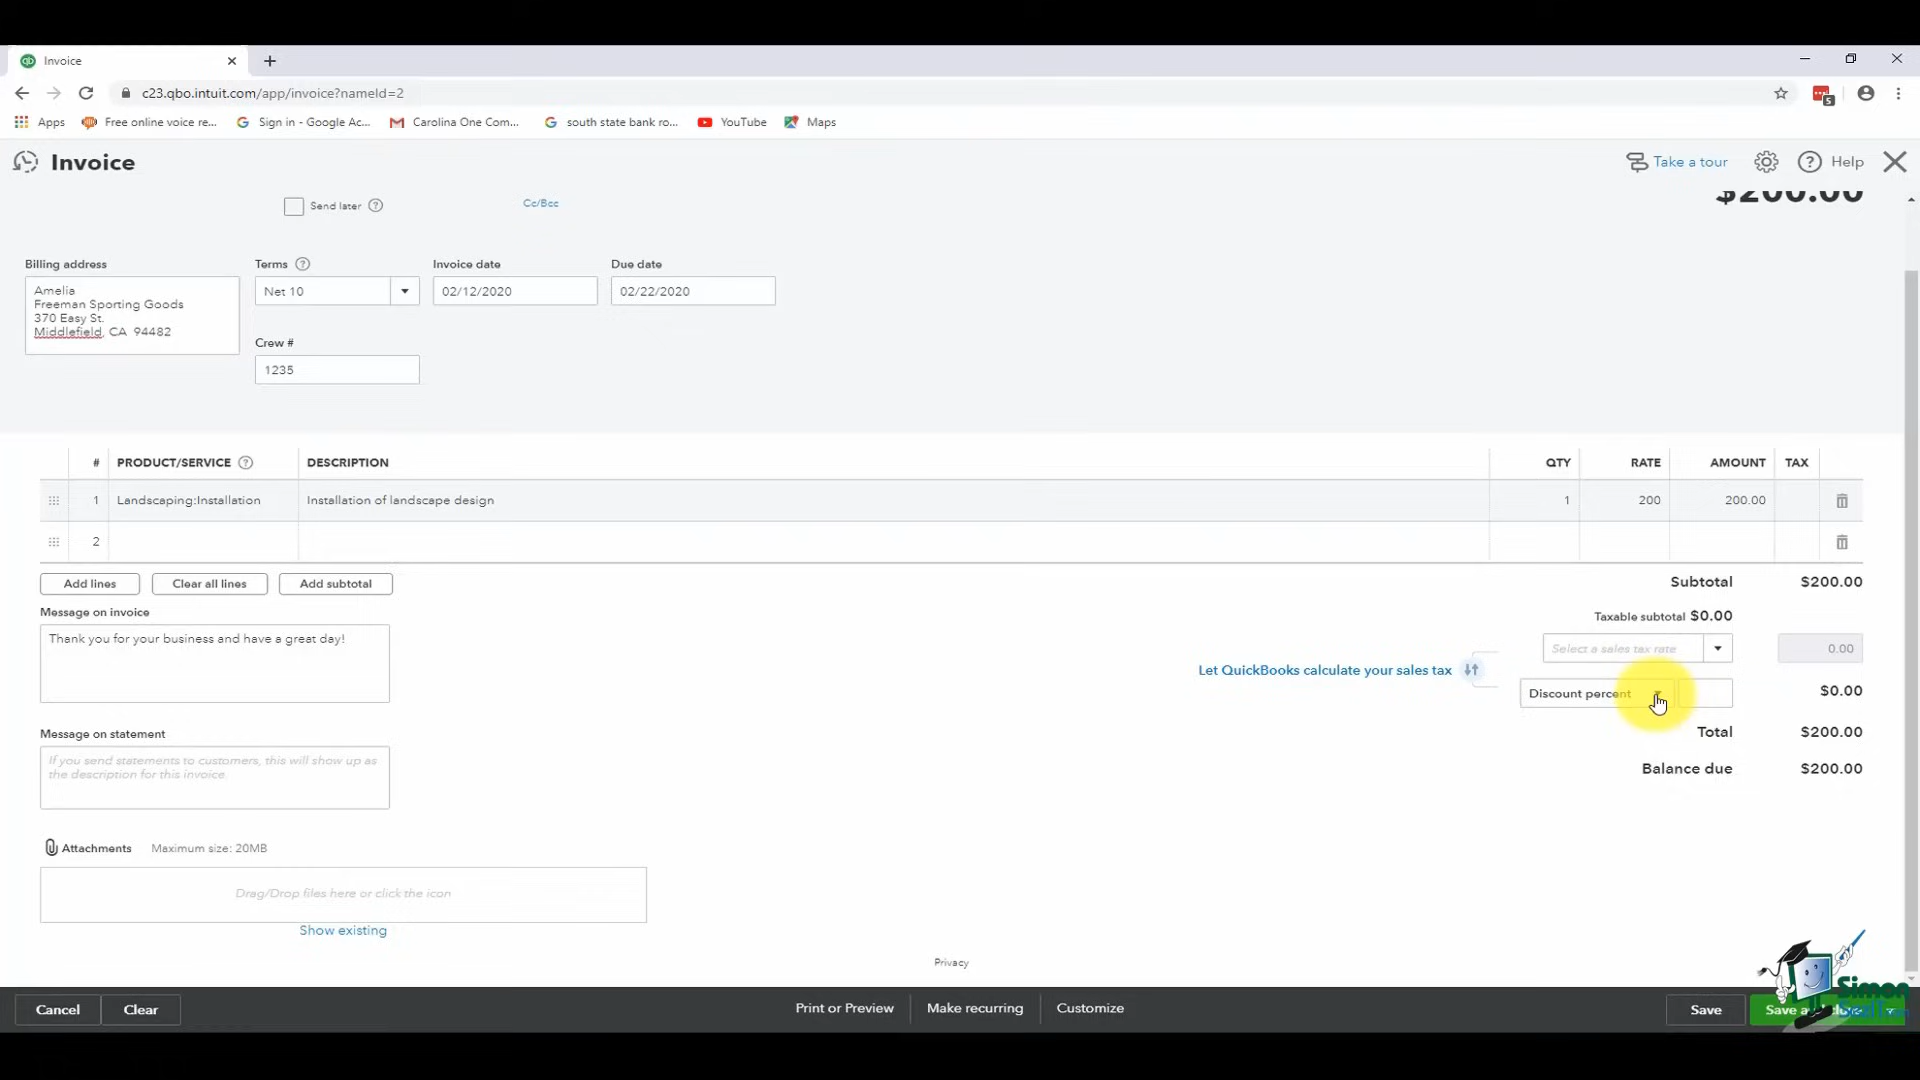 Invoice
c23.qbo.intuit.com/app/invoice?nameId=2
5
Apps
Free online voice re...
Sign in - Google Ac...
Carolina One Com...
south state bank ro...
YouTube
Maps
Invoice
Take a tour
Help
$200.00
Send later
Cc/Bcc
Billing address
Terms
Invoice date
Due date
Amelia
Freeman Sporting Goods
370 Easy St.
Middlefield, CA 94482
Net 10
02/12/2020
02/22/2020
Crew #
1235
# PRODUCT/SERVICE DESCRIPTION QTY RATE AMOUNT TAX
1 Landscaping:Installation Installation of landscape design 1 200 200.00
2
Add lines
Clear all lines
Add subtotal
Subtotal $200.00
Message on invoice
Taxable subtotal $0.00
Thank you for your business and have a great day!
Select a sales tax rate
0.00
Let QuickBooks calculate your sales tax
Discount percent
$0.00
Total $200.00
Message on statement
If you send statements to customers, this will show up as
the description for this invoice.
Balance due $200.00
Attachments Maximum size: 20MB
Drag/Drop files here or click the icon
Show existing
Privacy
Cancel
Clear
Print or Preview
Make recurring
Customize
Save
Simon